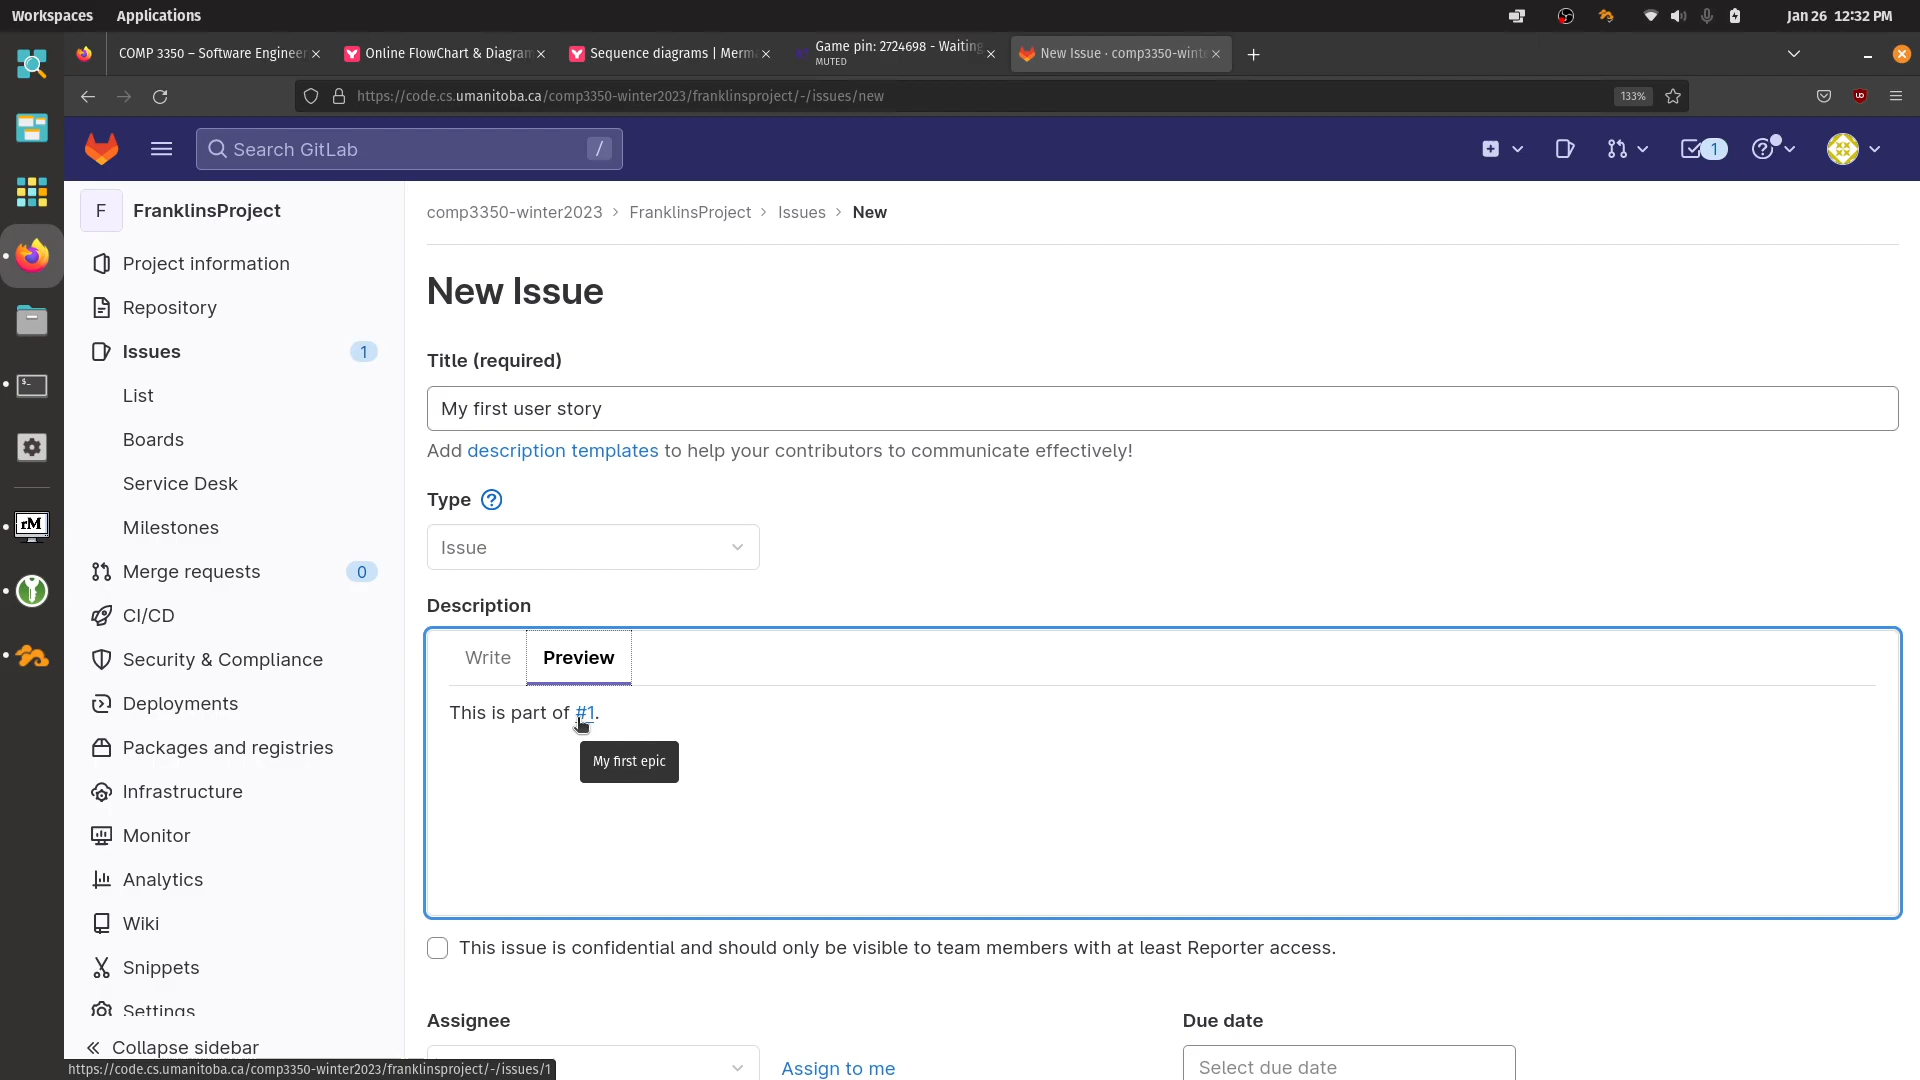 Workspaces Applications Jan 26 12:32 PM
COMP 3350 – Software Engineer Online FlowChart & Diagram Sequence diagrams | Merm Game pin: 2724698 - Waiting New Issue · comp3350-wint
MUTED
https://code.cs.umanitoba.ca/comp3350-winter2023/franklinsproject/-/issues/new 133%
Search GitLab / 1
F FranklinsProject
Project information
Repository
Issues 1
List
Boards
Service Desk
Milestones
Merge requests 0
CI/CD
Security & Compliance
Deployments
Packages and registries
Infrastructure
Monitor
Analytics
Wiki
Snippets
Settings
Collapse sidebar
comp3350-winter2023 › FranklinsProject › Issues › New
New Issue
Title (required)
My first user story
Add description templates to help your contributors to communicate effectively!
Type
Issue
Description
Write Preview
This is part of #1.
My first epic
This issue is confidential and should only be visible to team members with at least Reporter access.
Assignee Due date
Assign to me Select due date
https://code.cs.umanitoba.ca/comp3350-winter2023/franklinsproject/-/issues/1
rM